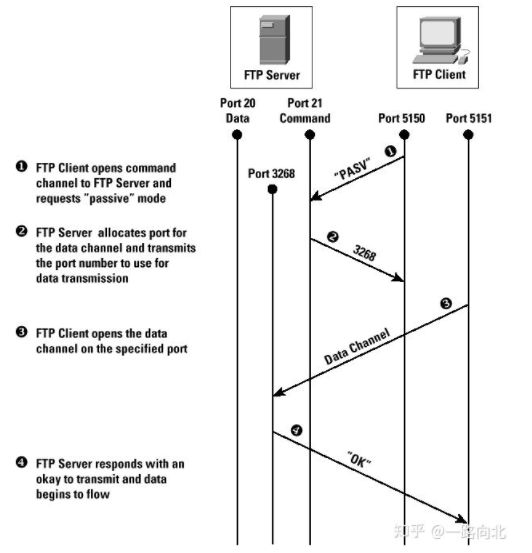 FTP Server
FTP Client
Port 20
Data
Port 21
Command
Port 5150
Port 5151
Port 3268
❶ FTP Client opens command
channel to FTP Server and
requests "passive" mode
❷ FTP Server allocates port for
the data channel and transmits
the port number to use for
data transmission
❸ FTP Client opens the data
channel on the specified port
❹ FTP Server responds with an
okay to transmit and data
begins to flow
❶
"PASV"
❷
3268
❸
Data Channel
❹
"OK"
知乎 @一路向北